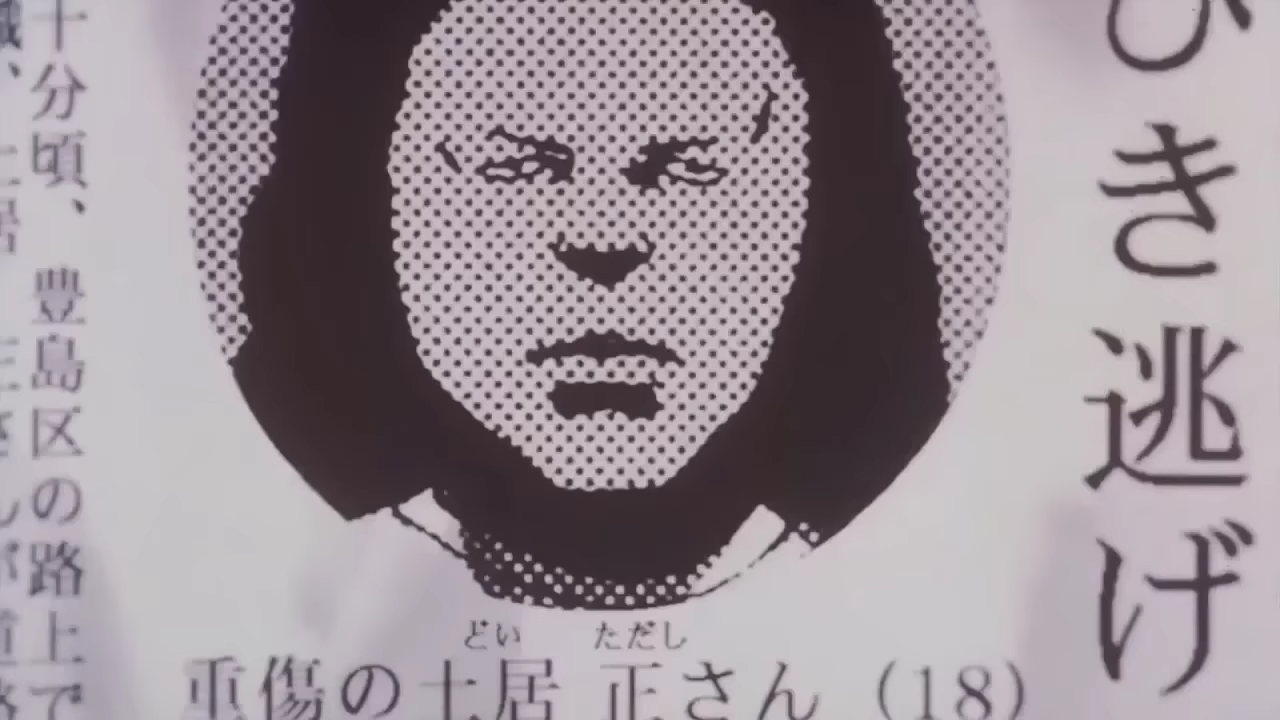 ひき逃げ
どい ただし
重傷の土居 正さん（18）
十分頃、豊島区の路上で